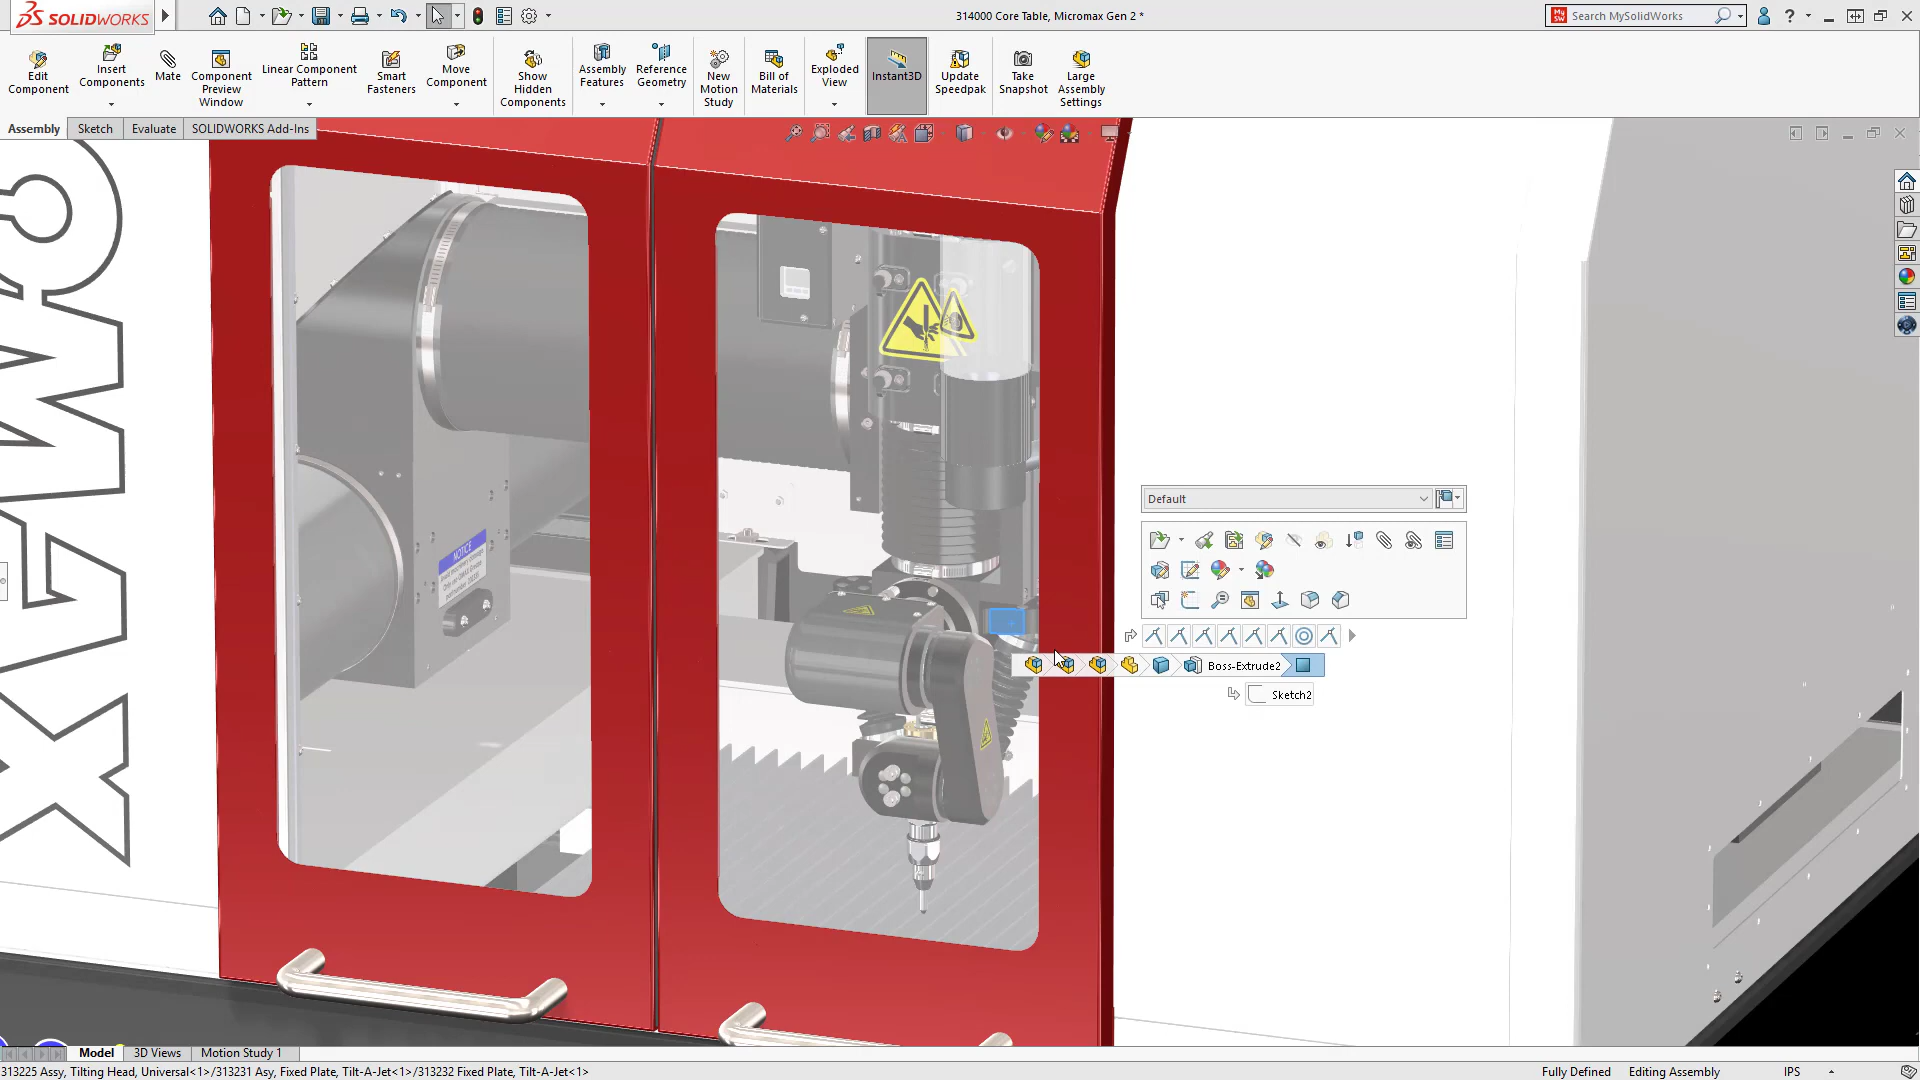 SOLIDWORKS
314000 Core Table, Micromax Gen 2 *
Search MySolidWorks
Edit Component
Insert Components
Mate
Component Preview Window
Linear Component Pattern
Smart Fasteners
Move Component
Show Hidden Components
Assembly Features
Reference Geometry
New Motion Study
Bill of Materials
Exploded View
Instant3D
Update Speedpak
Take Snapshot
Large Assembly Settings
Assembly
Sketch
Evaluate
SOLIDWORKS Add-Ins
OMAX
NOTICE
Default
Boss-Extrude2
Sketch2
Model
3D Views
Motion Study 1
313225 Assy, Tilting Head, Universal<1>/313231 Asy, Fixed Plate, Tilt-A-Jet<1>/313232 Fixed Plate, Tilt-A-Jet<1>
Fully Defined
Editing Assembly
IPS